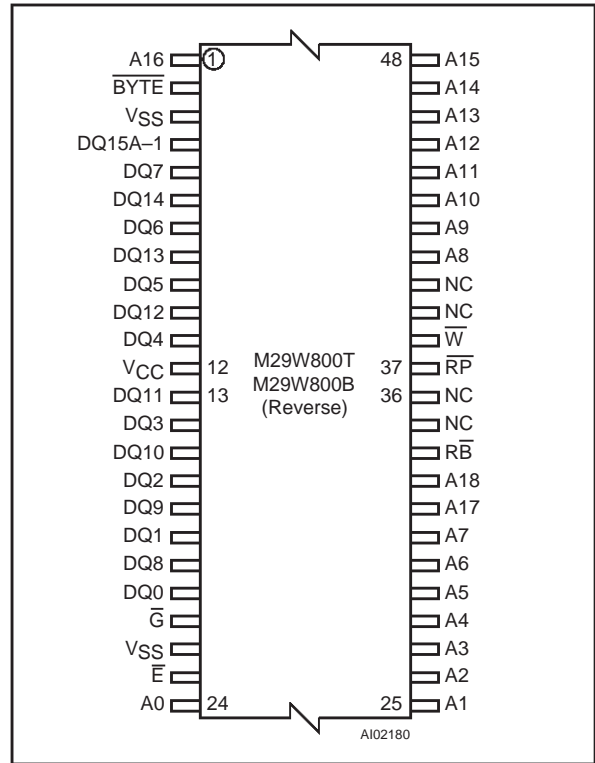 A16 1 48 A15
BYTE A14
VSS A13
DQ15A–1 A12
DQ7 A11
DQ14 A10
DQ6 A9
DQ13 A8
DQ5 NC
DQ12 NC
DQ4 W
VCC 12 M29W800T 37 RP
DQ11 13 M29W800B 36 NC
(Reverse)
DQ3 NC
DQ10 RB
DQ2 A18
DQ9 A17
DQ1 A7
DQ8 A6
DQ0 A5
G A4
VSS A3
E A2
A0 24 25 A1
AI02180